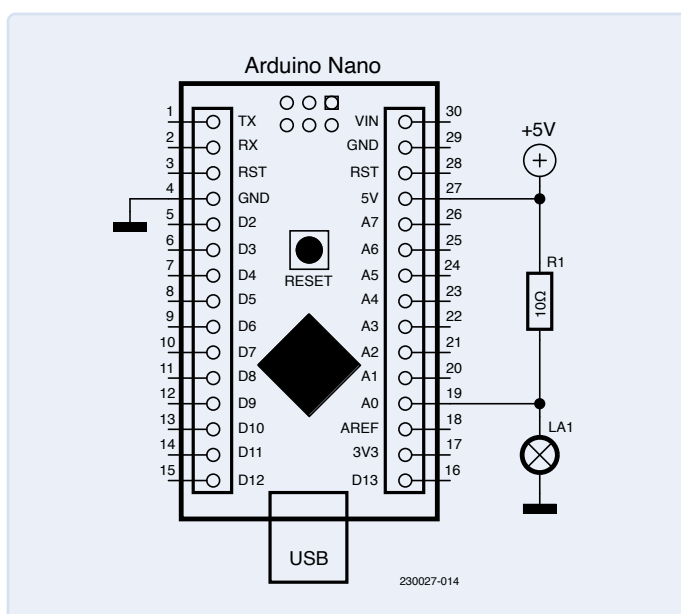 Arduino Nano
1 TX VIN 30
2 RX GND 29
3 RST RST 28
4 GND 5V 27
5 D2 A7 26
6 D3 A6 25
7 D4 A5 24
8 D5 A4 23
9 D6 A3 22
10 D7 A2 21
11 D8 A1 20
12 D9 A0 19
13 D10 AREF 18
14 D11 3V3 17
15 D12 D13 16
RESET
USB
+5V
R1
10Ω
LA1
230027-014